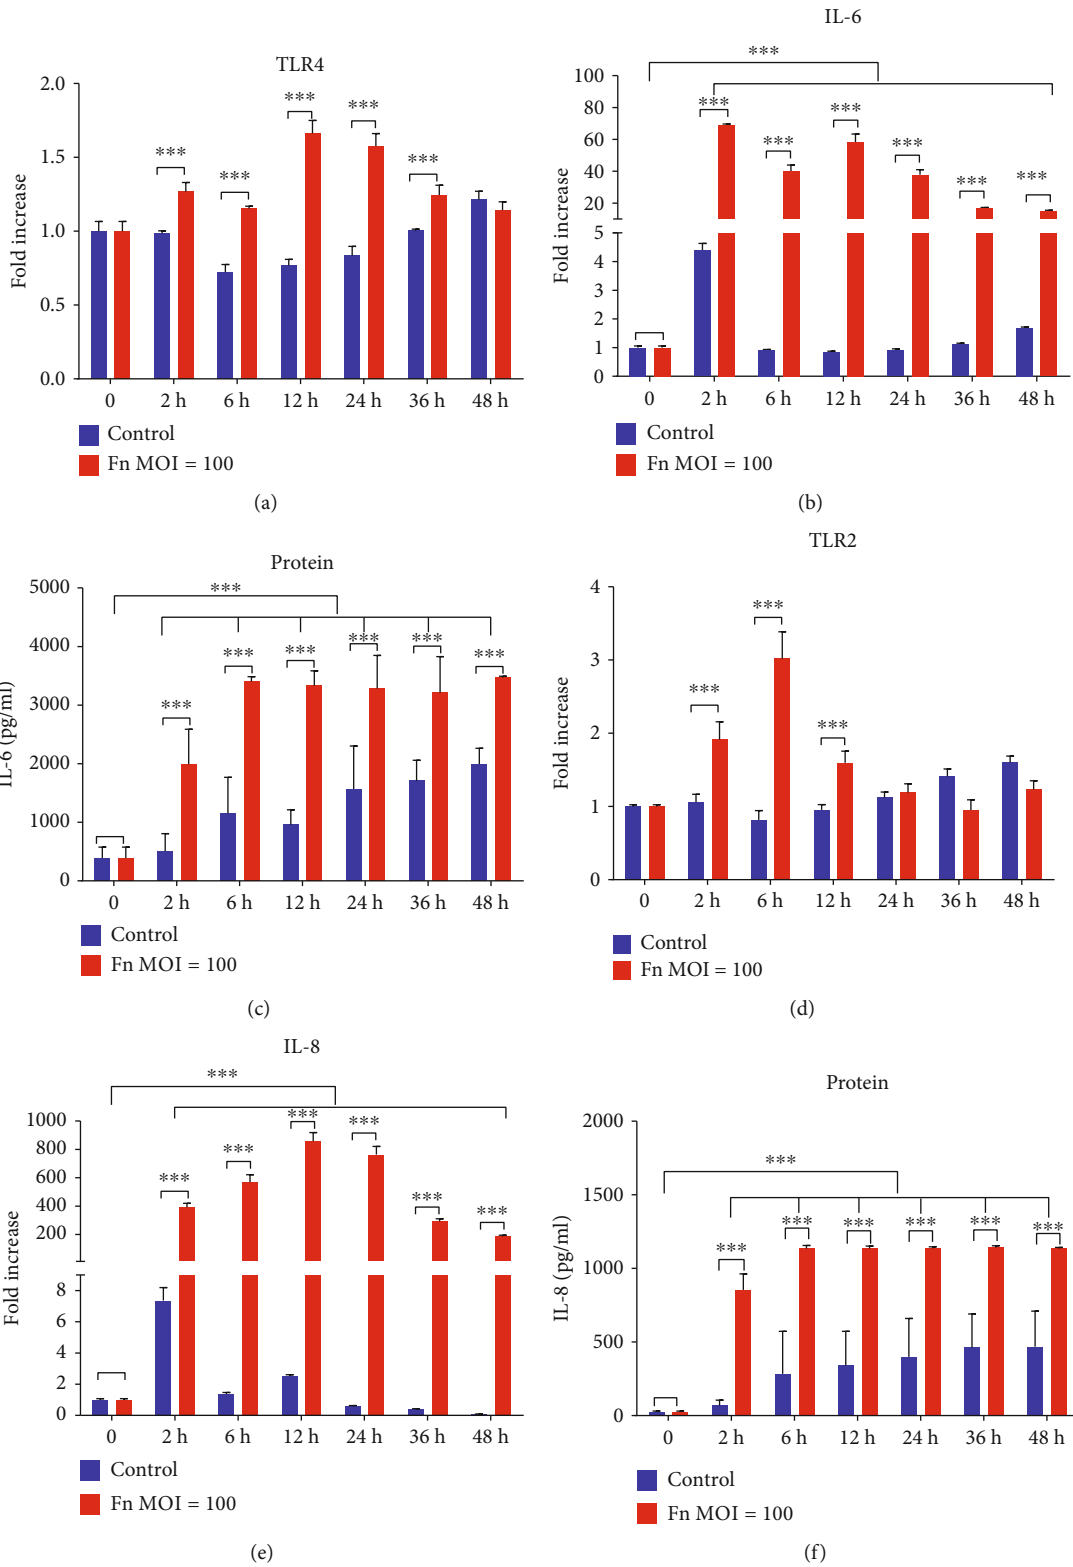 TLR4
Fold increase
2.0
1.5
1.0
0.5
0.0
***
***
***
***
***
0 2 h 6 h 12 h 24 h 36 h 48 h
Control
Fn MOI = 100
(a)
IL-6
Fold increase
100
80
60
40
20
5
4
3
2
1
0
***
***
***
***
***
***
***
0 2 h 6 h 12 h 24 h 36 h 48 h
Control
Fn MOI = 100
(b)
Protein
IL-6 (pg/ml)
5000
4000
3000
2000
1000
0
***
***
***
***
***
***
***
0 2 h 6 h 12 h 24 h 36 h 48 h
Control
Fn MOI = 100
(c)
TLR2
Fold increase
4
3
2
1
0
***
***
***
0 2 h 6 h 12 h 24 h 36 h 48 h
Control
Fn MOI = 100
(d)
IL-8
Fold increase
1000
800
600
400
200
8
6
4
2
0
***
***
***
***
***
***
***
0 2 h 6 h 12 h 24 h 36 h 48 h
Control
Fn MOI = 100
(e)
Protein
IL-8 (pg/ml)
2000
1500
1000
500
0
***
***
***
***
***
***
***
0 2 h 6 h 12 h 24 h 36 h 48 h
Control
Fn MOI = 100
(f)